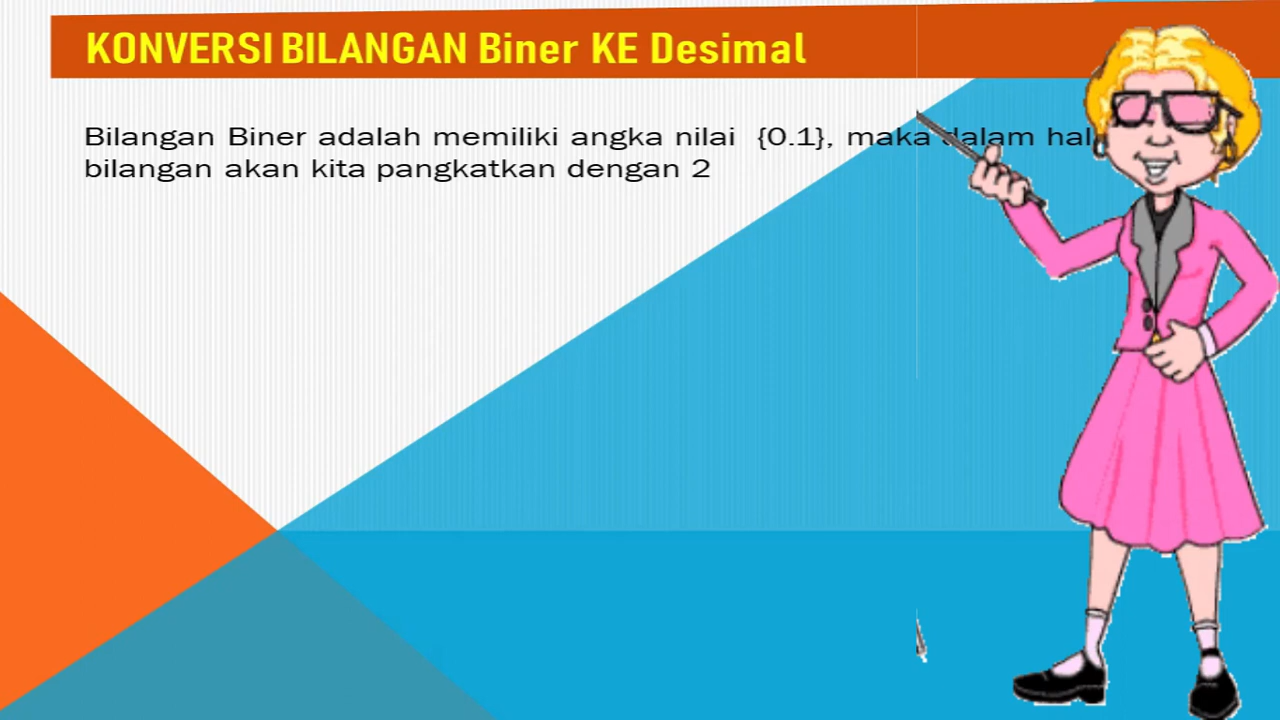 KONVERSI BILANGAN Biner KE Desimal
Bilangan Biner adalah memiliki angka nilai {0.1}, maka dalam
bilangan akan kita pangkatkan dengan 2